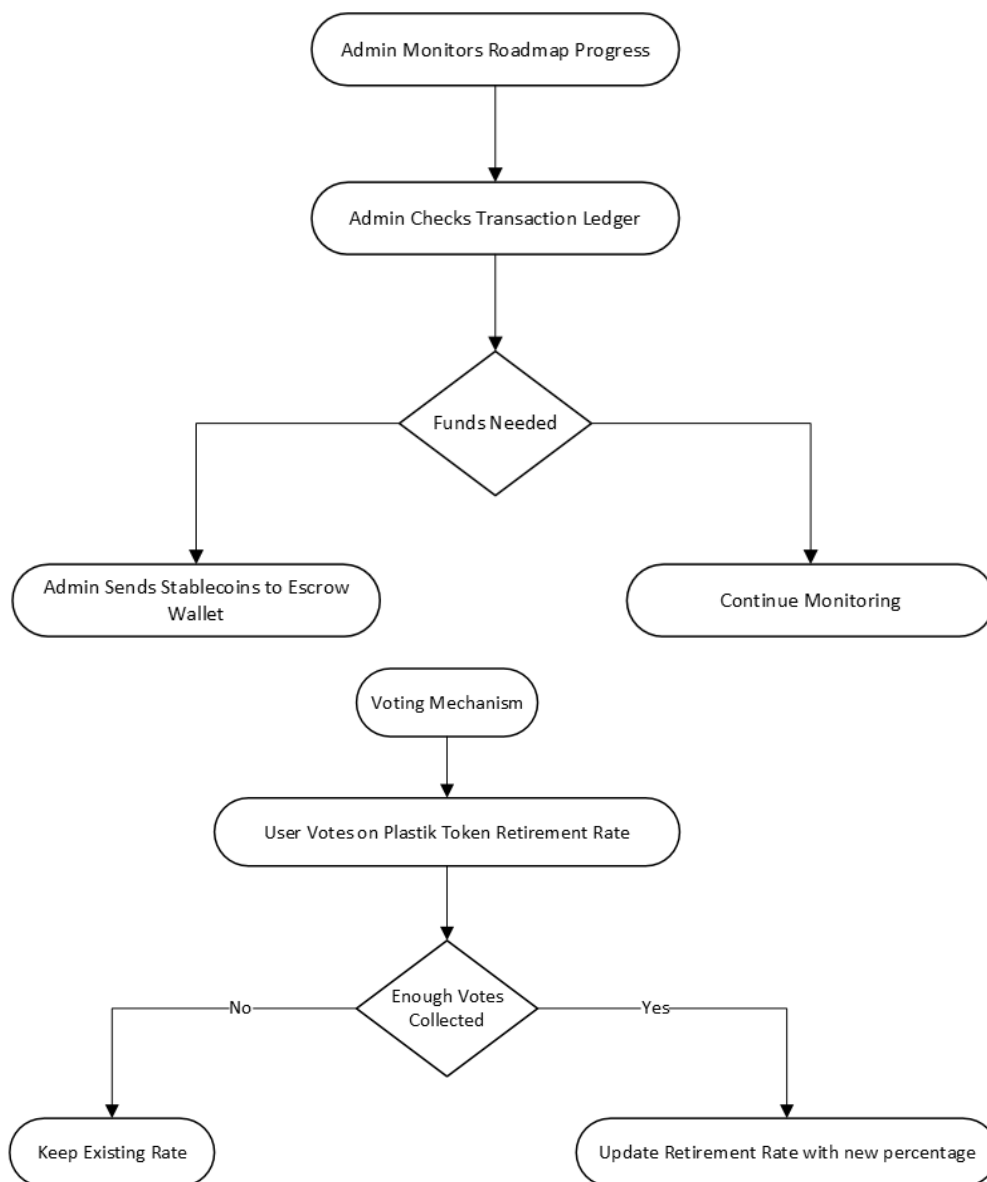 Admin Monitors Roadmap Progress
Admin Checks Transaction Ledger
Funds Needed
Admin Sends Stablecoins to Escrow
Wallet
Continue Monitoring
Voting Mechanism
User Votes on Plastik Token Retirement Rate
Enough Votes
Collected
No
Yes
Keep Existing Rate
Update Retirement Rate with new percentage